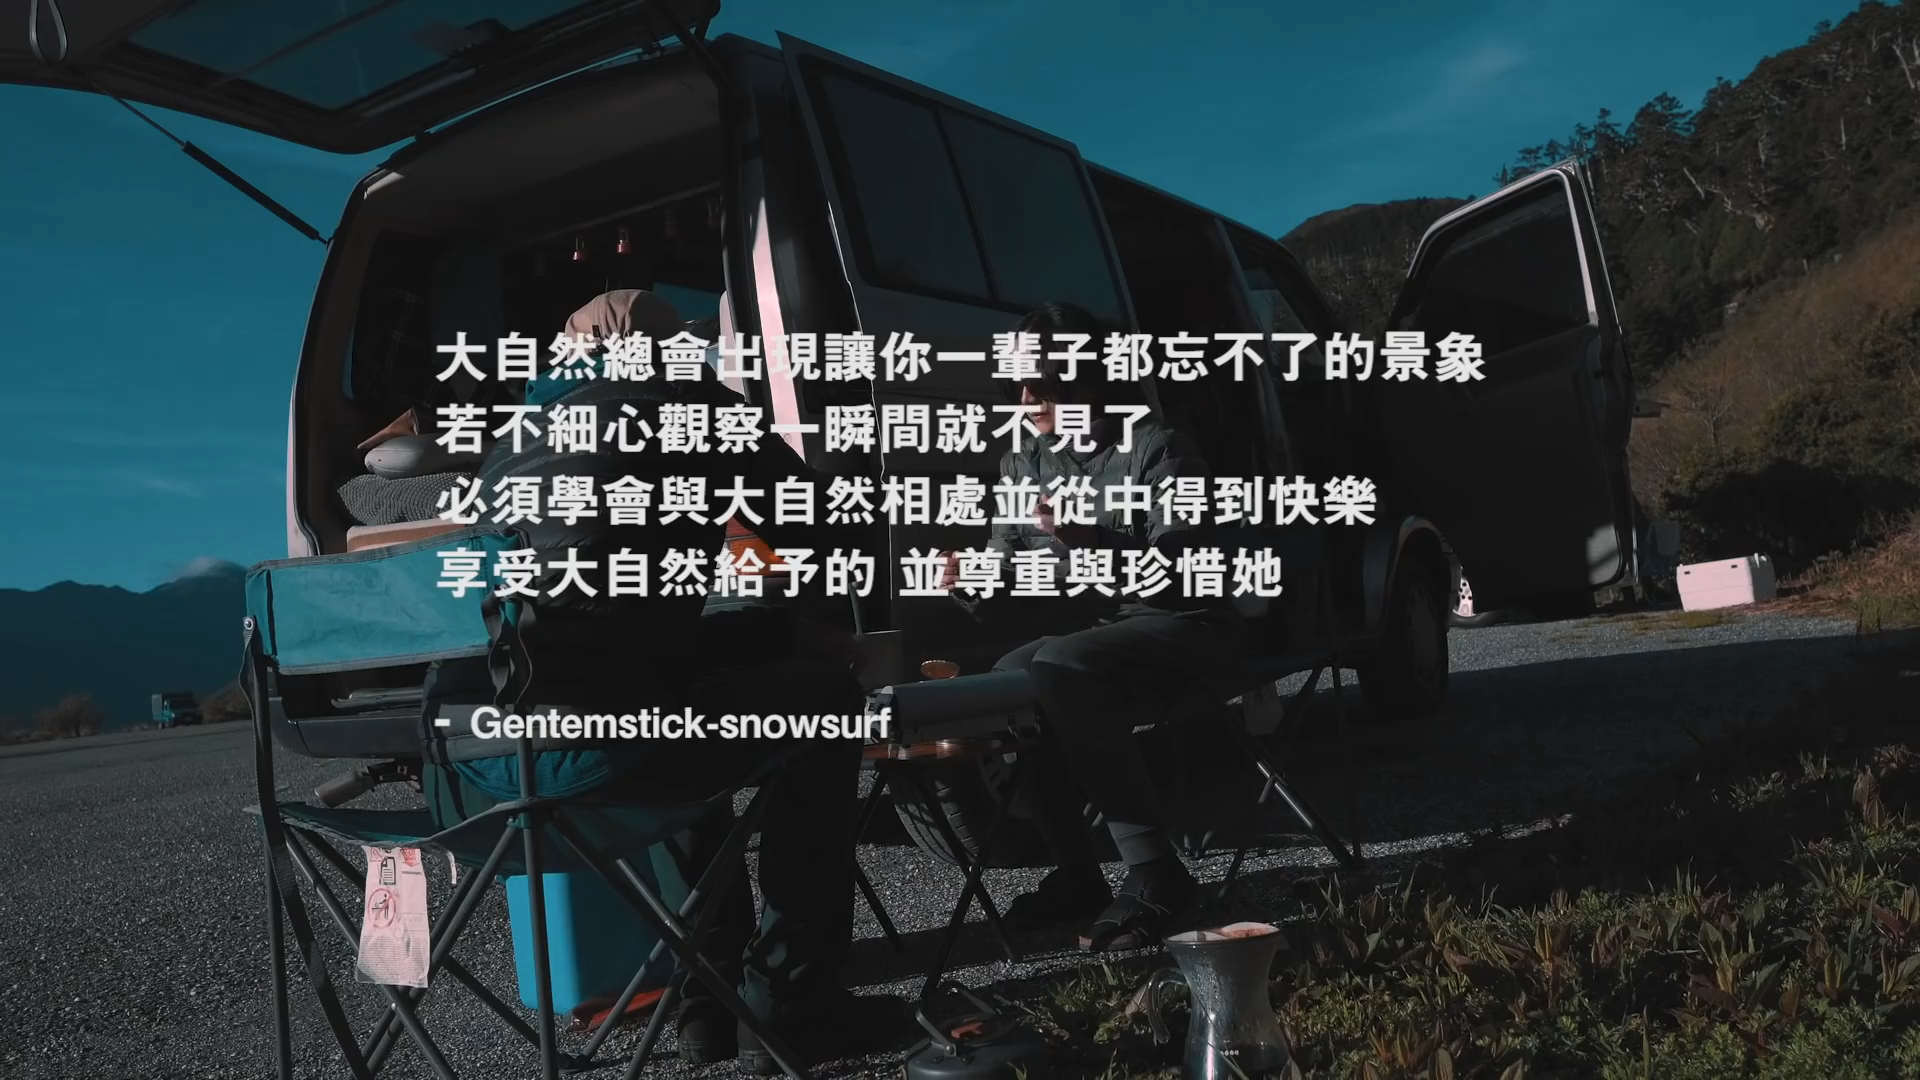 大自然總會出現讓你一輩子都忘不了的景象
若不細心觀察一瞬間就不見了
必須學會與大自然相處並從中得到快樂
享受大自然給予的 並尊重與珍惜她
- Gentemstick-snowsurf